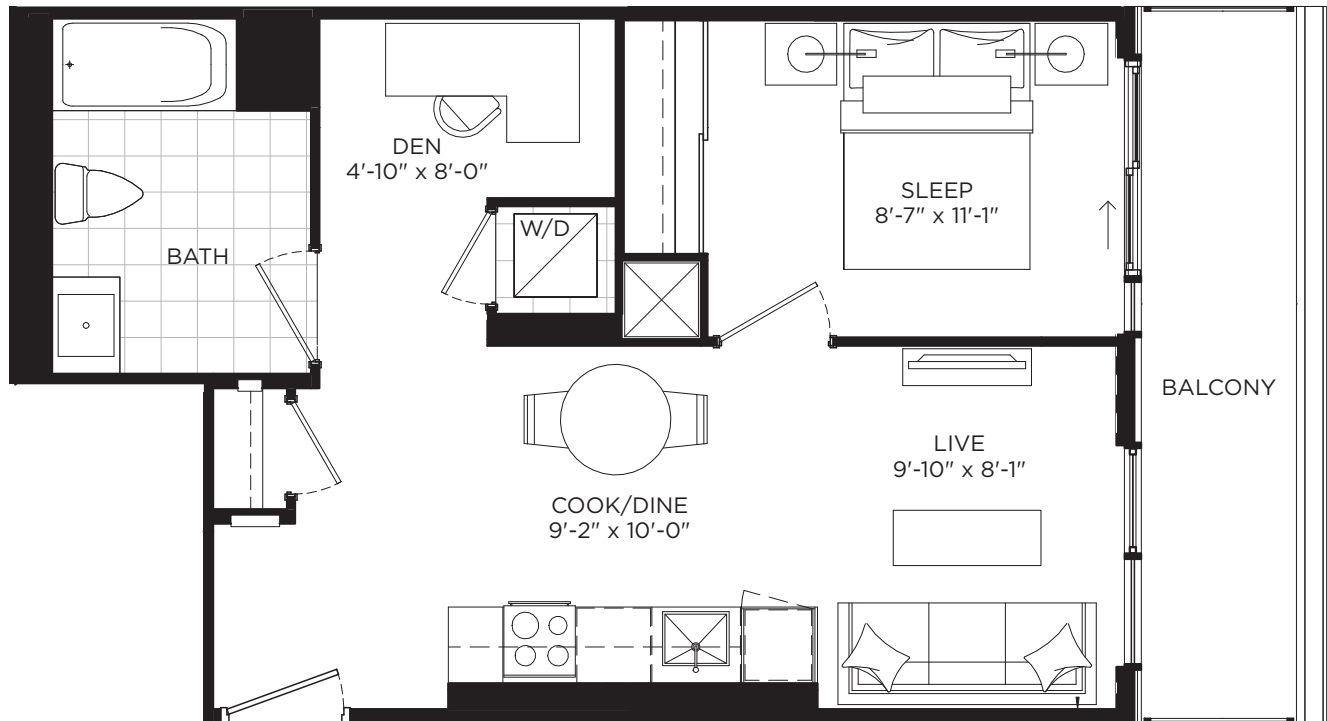 DEN
4'-10" x 8'-0"
SLEEP
8'-7" x 11'-1"
W/D
BATH
BALCONY
LIVE
9'-10" x 8'-1"
COOK/DINE
9'-2" x 10'-0"